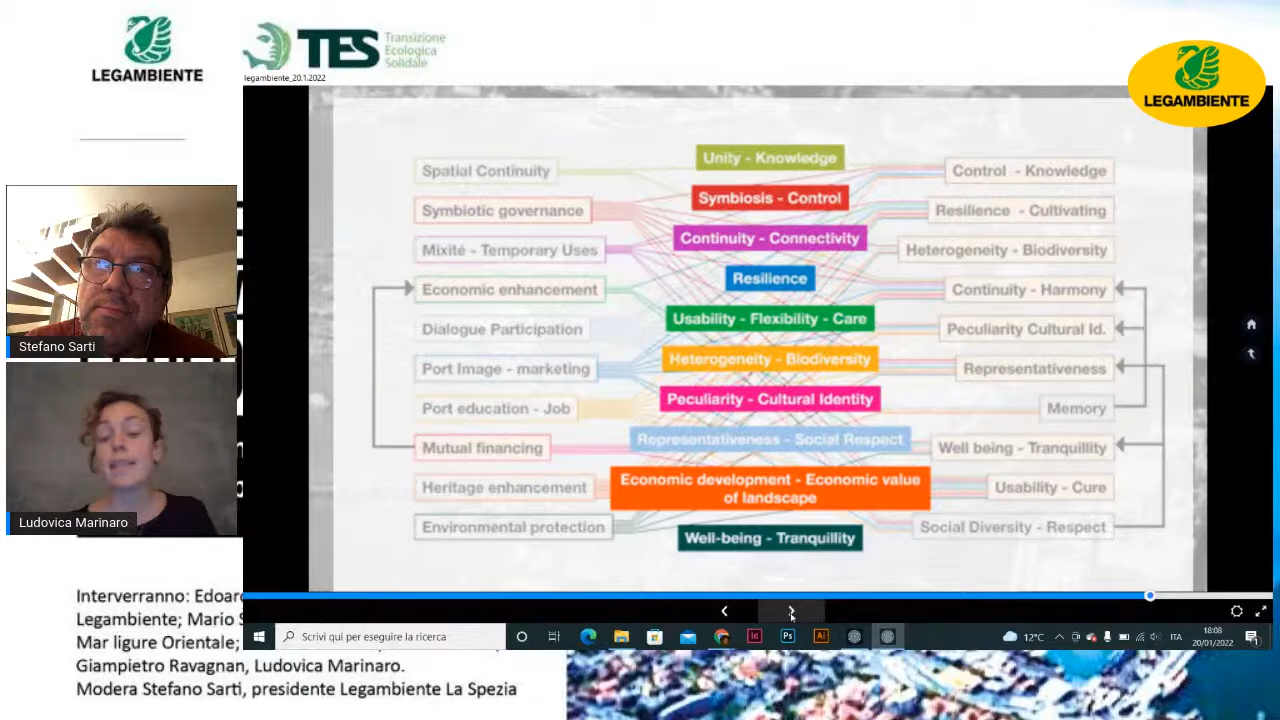 LEGAMBIENTE
TES
Transizione
Ecologica
Solidale
legambiente_20.1.2022
LEGAMBIENTE
Stefano Sarti
Ludovica Marinaro
Spatial Continuity
Symbiotic governance
Mixité - Temporary Uses
Economic enhancement
Dialogue Participation
Port Image - marketing
Port education - Job
Mutual financing
Heritage enhancement
Environmental protection
Unity - Knowledge
Symbiosis - Control
Continuity - Connectivity
Resilience
Usability - Flexibility - Care
Heterogeneity - Biodiversity
Peculiarity - Cultural Identity
Representativeness - Social Respect
Economic development - Economic value
of landscape
Well-being - Tranquillity
Control - Knowledge
Resilience - Cultivating
Heterogeneity - Biodiversity
Continuity - Harmony
Peculiarity Cultural Id.
Representativeness
Memory
Well being - Tranquillity
Usability - Cure
Social Diversity - Respect
Interverranno: Edoar
Legambiente; Mario S
Mar ligure Orientale;
Giampietro Ravagnan, Ludovica Marinaro.
Modera Stefano Sarti, presidente Legambiente La Spezia
Scrivi qui per eseguire la ricerca
Id
Ps
Ai
12°C
ITA
18:08
20/01/2022